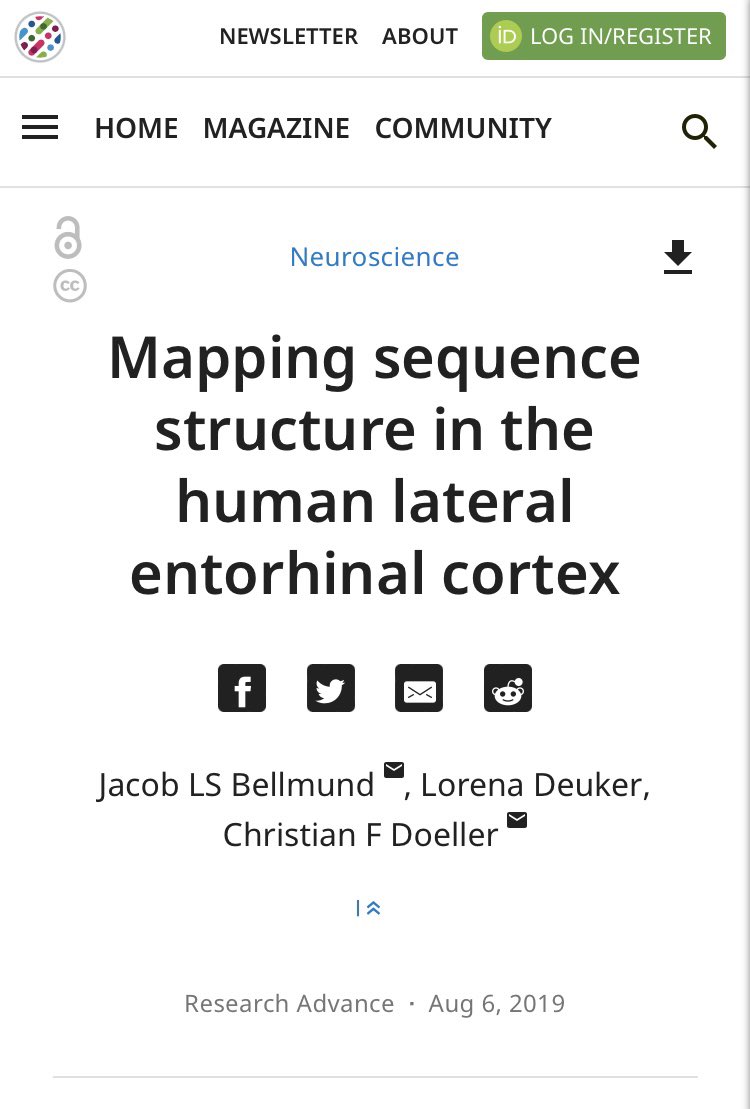 NEWSLETTER ABOUT iD LOG IN/REGISTER
HOME MAGAZINE COMMUNITY
cc
Neuroscience
Mapping sequence
structure in the
human lateral
entorhinal cortex
Jacob LS Bellmund, Lorena Deuker,
Christian F Doeller
Research Advance · Aug 6, 2019